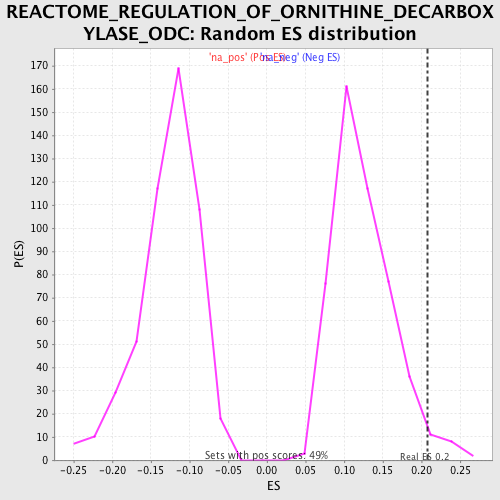 REACTOME_REGULATION_OF_ORNITHINE_DECARBOX
YLASE_ODC: Random ES distribution
'na_pos' (Pos ES) 'na_neg' (Neg ES)
170
160
150
140
130
120
110
100
90
80
70
60
50
40
30
20
10
0
P(ES)
Sets with pos scores: 49%
Real ES 0.2
-0.25 -0.20 -0.15 -0.10 -0.05 0.00 0.05 0.10 0.15 0.20 0.25
ES